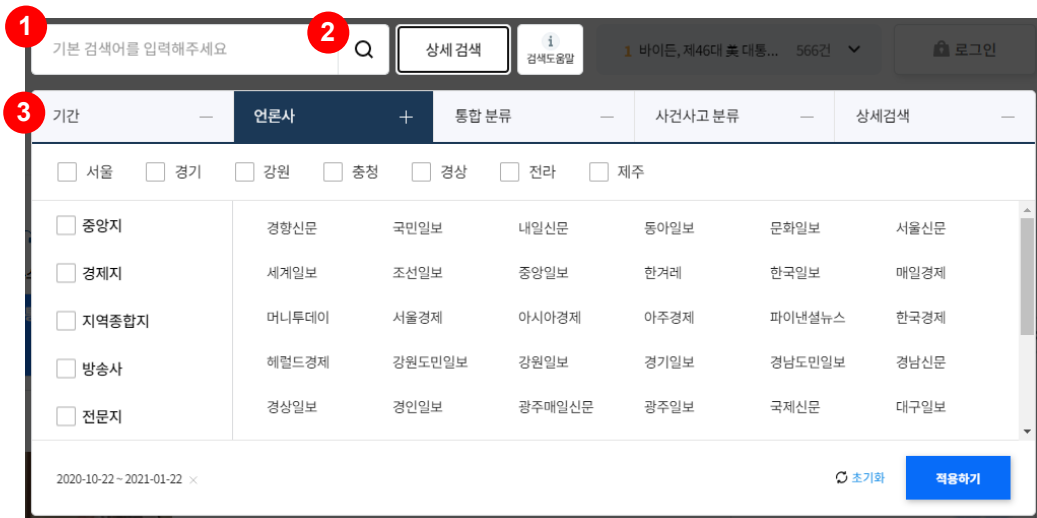 1
2
기본 검색어를 입력해주세요
상세 검색
i
검색도움말
1 바이든, 제46대 美 대통... 566건
로그인
3
기간 언론사 통합 분류 사건사고 분류 상세검색
서울 경기 강원 충청 경상 전라 제주
중앙지
경제지
지역종합지
방송사
전문지
경향신문 국민일보 내일신문 동아일보 문화일보 서울신문
세계일보 조선일보 중앙일보 한겨레 한국일보 매일경제
머니투데이 서울경제 아시아경제 아주경제 파이낸셜뉴스 한국경제
헤럴드경제 강원도민일보 강원일보 경기일보 경남도민일보 경남신문
경상일보 경인일보 광주매일신문 광주일보 국제신문 대구일보
2020-10-22 ~ 2021-01-22
초기화
적용하기